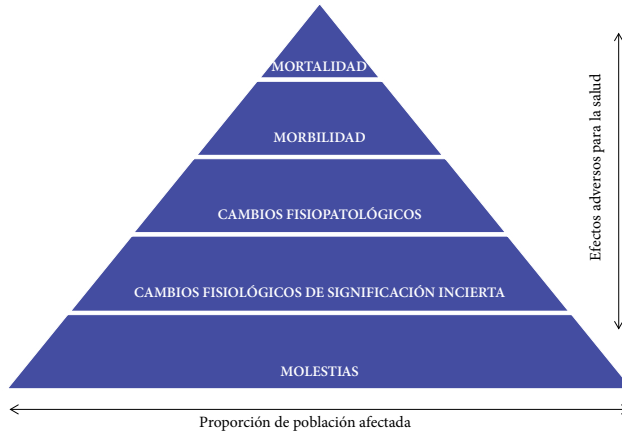 MORTALIDAD
MORBILIDAD
CAMBIOS FISIOPATOLÓGICOS
CAMBIOS FISIOLÓGICOS DE SIGNIFICACIÓN INCIERTA
MOLESTIAS
Efectos adversos para la salud
Proporción de población afectada